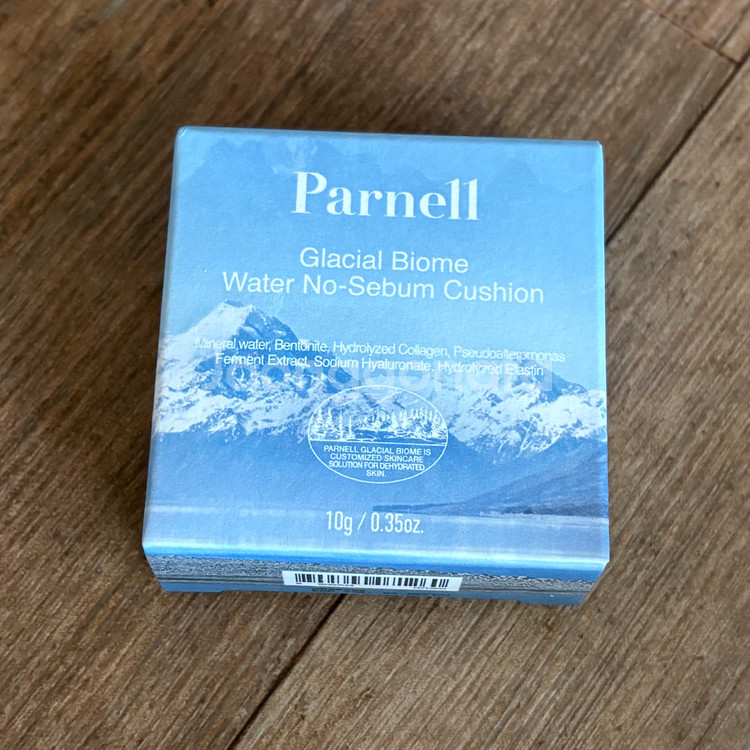 Parnell
Glacial Biome
Water No-Sebum Cushion
Mineral water, Bentonite, Hydrolyzed Collagen, Pseudoalteromonas
Ferment Extract, Sodium Hyaluronate, Hydrolyzed Elastin
PARNELL GLACIAL BIOME IS
CUSTOMIZED SKINCARE
SOLUTION FOR DEHYDRATED
SKIN.
10g / 0.35oz.